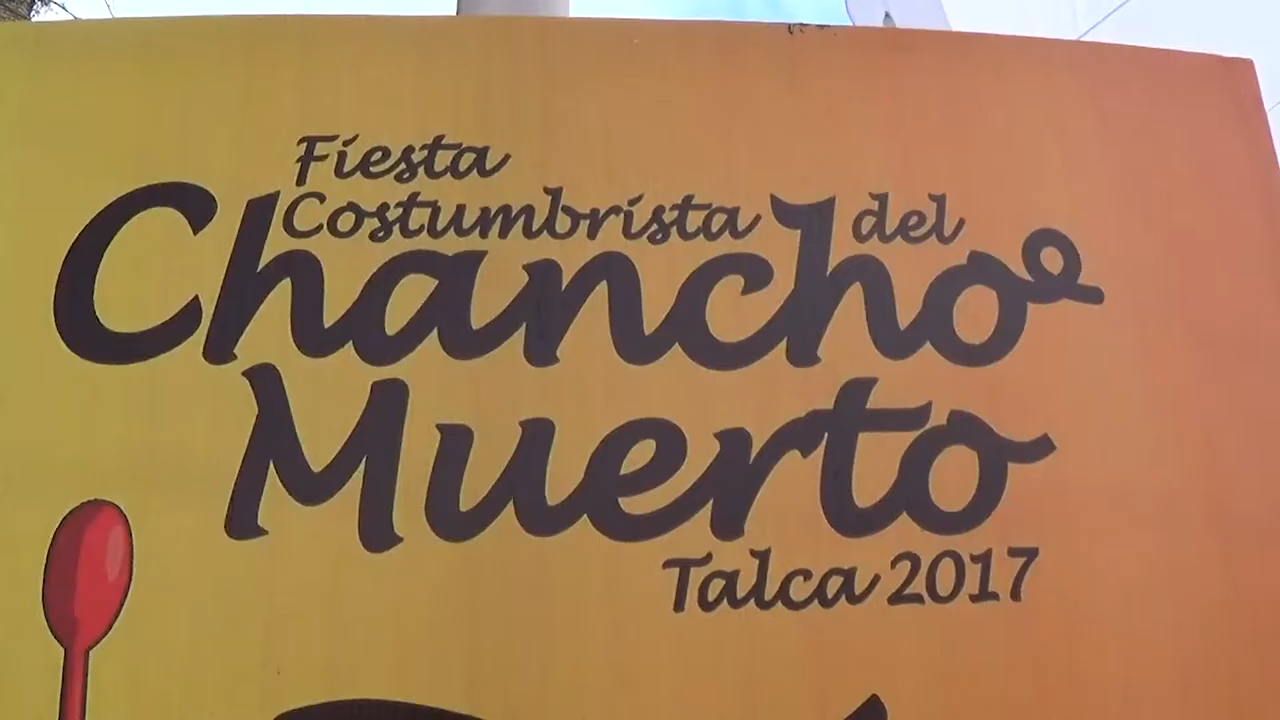 Fiesta
Costumbrista del
Chancho
Muerto
Talca 2017